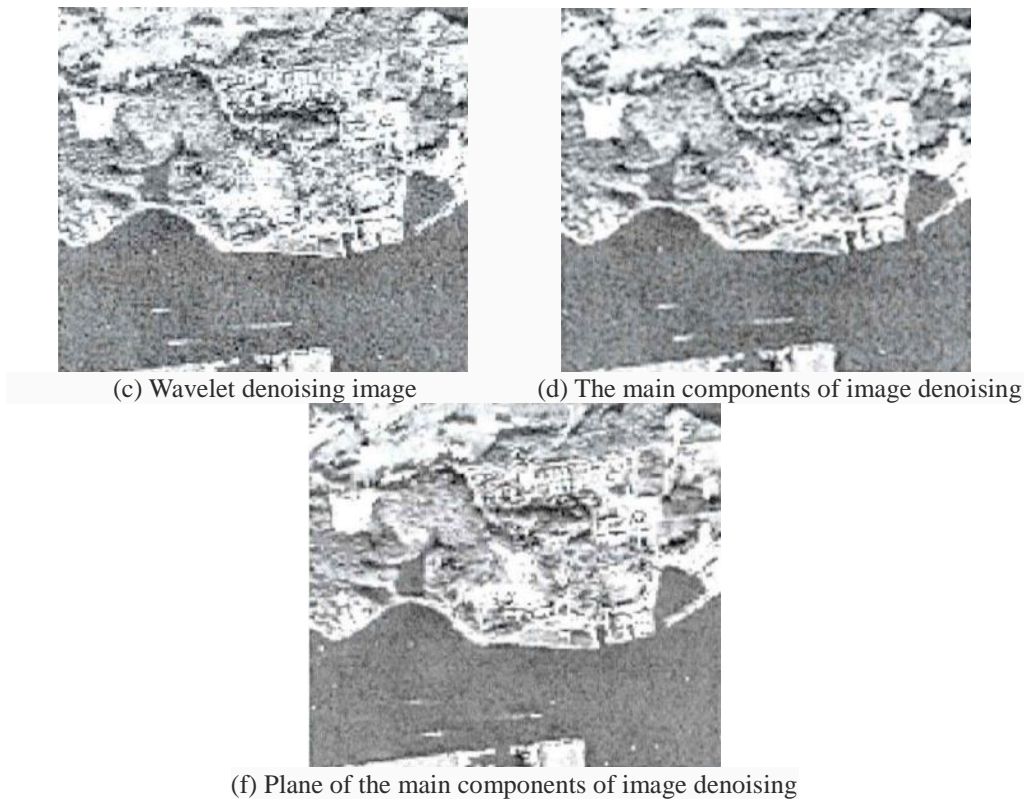 (c) Wavelet denoising image
(d) The main components of image denoising
(f) Plane of the main components of image denoising